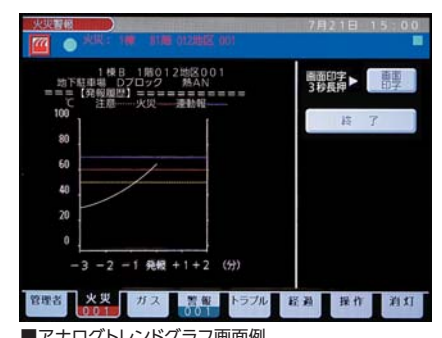 火災警報 7月21日 15:00
火災: 1棟 B1階 012地区 001
1棟B 1階012地区001
地下駐車場 Dブロック 熱AN
===【発報履歴】===========
℃ 注意 火災 連動報
100
80
60
40
20
0
-3 -2 -1 発報 +1 +2 (分)
画面印字▶
3秒長押
画面
印字
終 了
管理者 火災 ガス 警報 トラブル 経過 操作 消灯
001 001
■アナログトレンドグラフ画面例